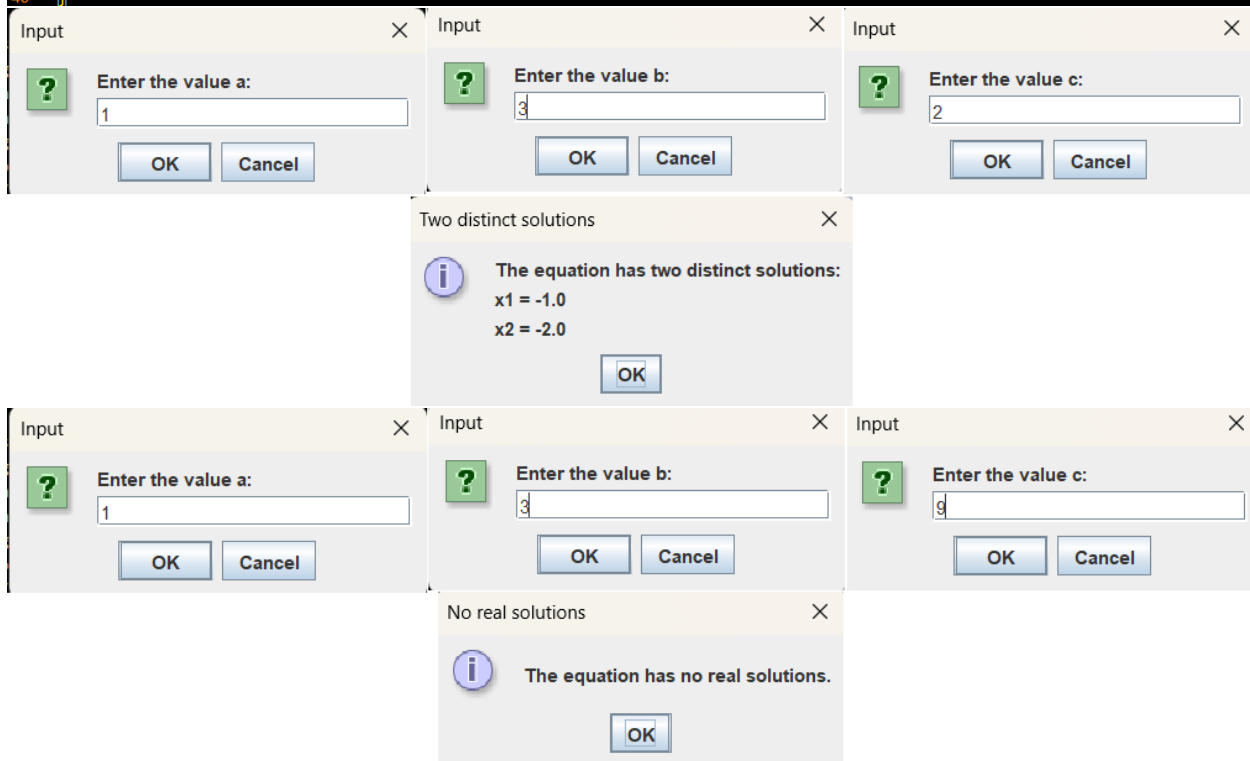 Input
Enter the value a:
1
OK Cancel
Input
Enter the value b:
3
OK Cancel
Input
Enter the value c:
2
OK Cancel
Two distinct solutions
The equation has two distinct solutions:
x1 = -1.0
x2 = -2.0
OK
Input
Enter the value a:
1
OK Cancel
Input
Enter the value b:
3
OK Cancel
Input
Enter the value c:
9
OK Cancel
No real solutions
The equation has no real solutions.
OK